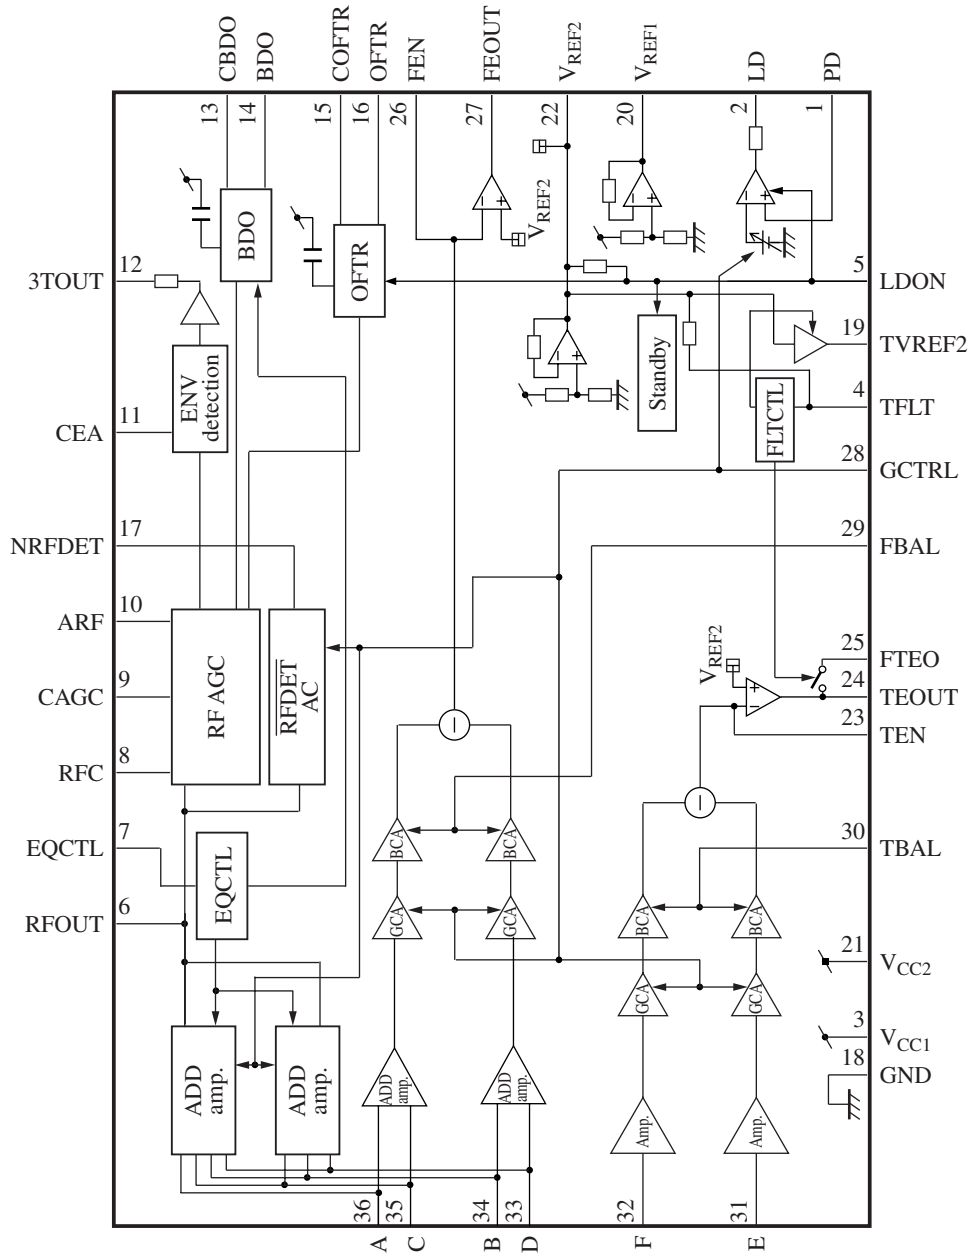 CBDO
BDO
COFTR
OFTR
FEN
FEOUT
VREF2
VREF1
LD
PD
13
14
15
16
26
27
22
20
2
1
BDO
OFTR
VREF2
3TOUT
12
ENV
detection
CEA
11
NRFDET
17
ARF
10
CAGC
9
RFC
8
EQCTL
7
RFOUT
6
RF AGC
RFDET
AC
EQCTL
ADD
amp.
ADD
amp.
Standby
FLTCTL
5
LDON
19
TVREF2
4
TFLT
28
GCTRL
29
FBAL
VREF2
25
FTEO
24
TEOUT
23
TEN
30
TBAL
21
VCC2
3
VCC1
18
GND
BCA
BCA
GCA
GCA
BCA
BCA
GCA
GCA
ADD
amp.
ADD
amp.
Amp.
Amp.
+
−
+
−
+
−
+
−
+
−
+
−
−
−
36
35
34
33
32
31
A
C
B
D
F
E